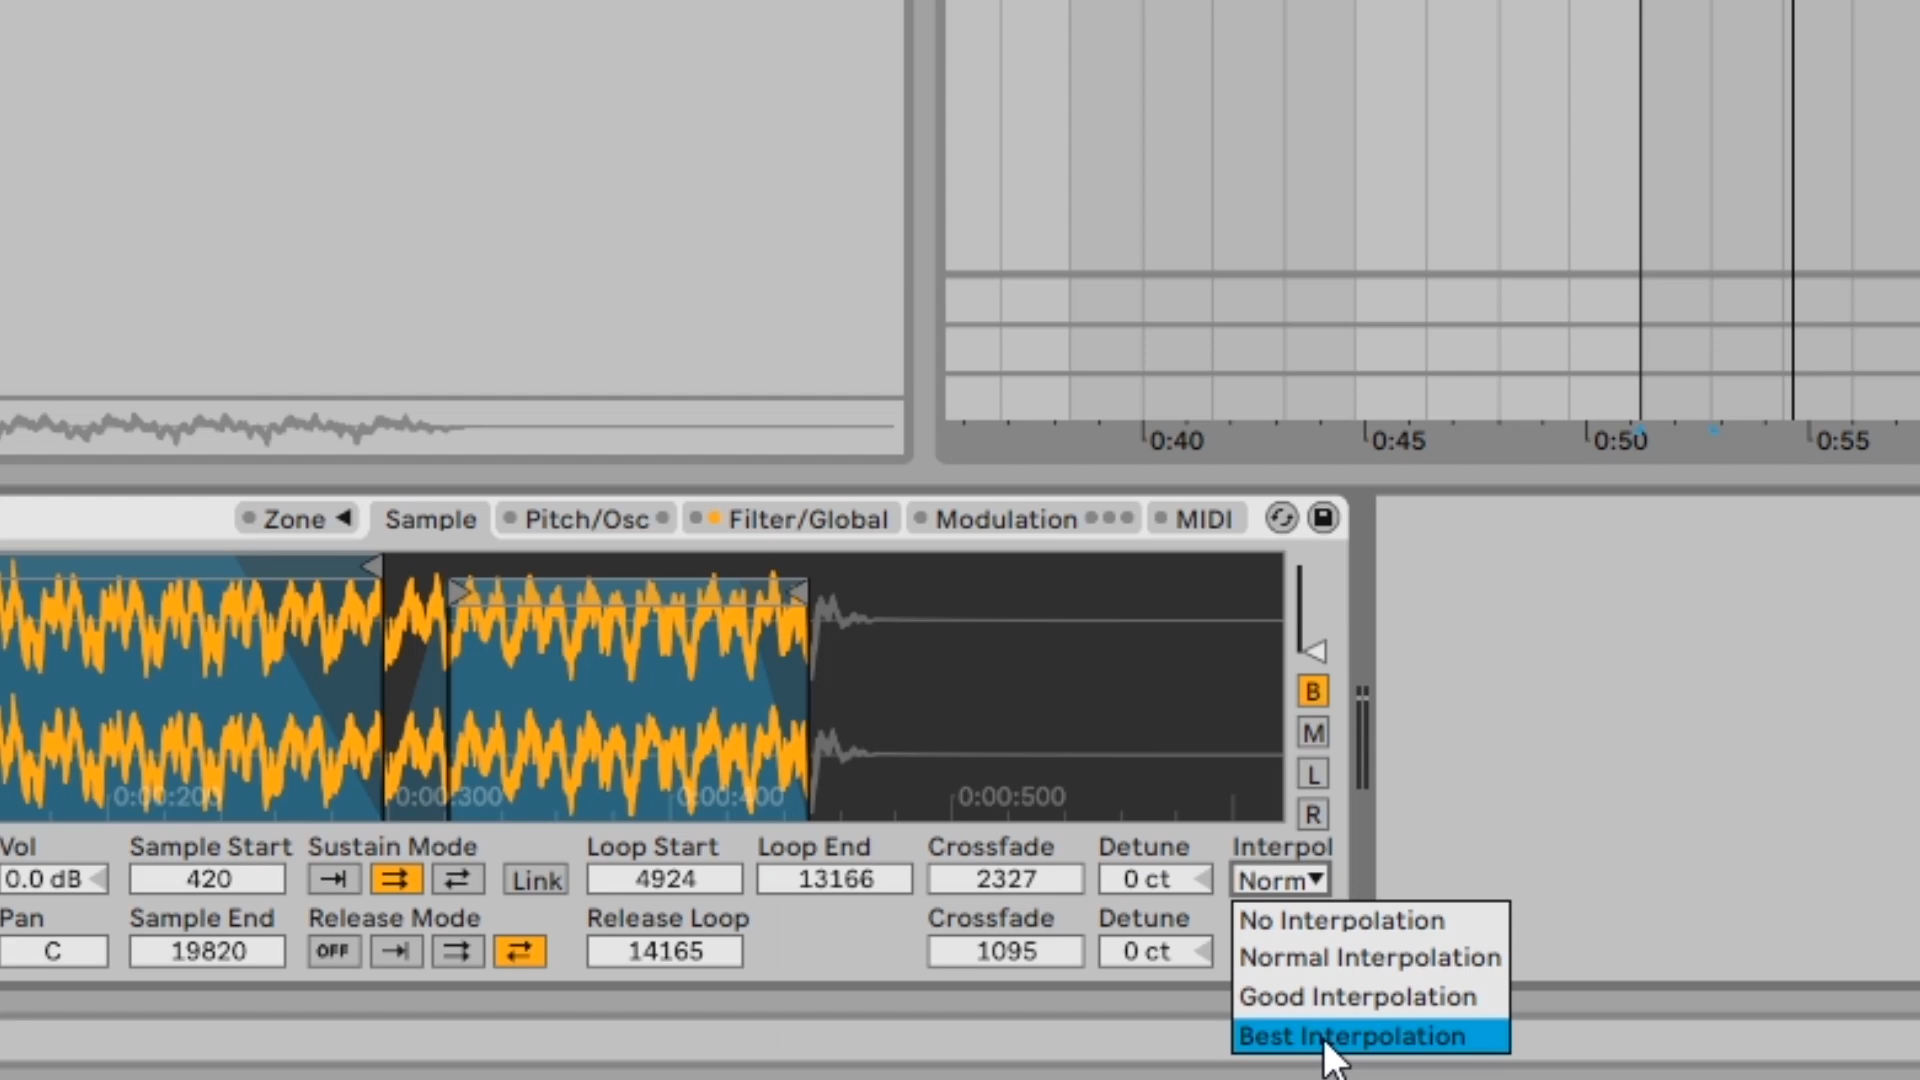 0:40 0:45 0:50 0:55
Zone Sample Pitch/Osc Filter/Global Modulation MIDI
B
M
L
R
0:00:200 0:00:300 0:00:400 0:00:500
Vol Sample Start Sustain Mode Loop Start Loop End Crossfade Detune Interpol
0.0 dB 420 Link 4924 13166 2327 0 ct Norm
Pan Sample End Release Mode Release Loop Crossfade Detune
C 19820 OFF 14165 1095 0 ct
No Interpolation
Normal Interpolation
Good Interpolation
Best Interpolation